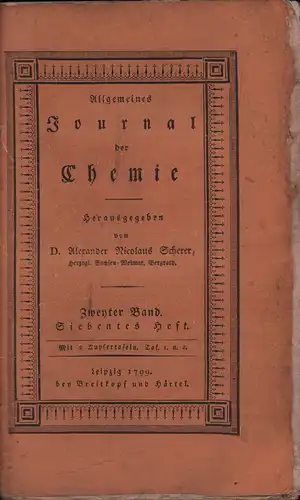 Allgemeines
Journal
der
Chemie
Herausgegeben
vom
D. Alexander Nicolaus Scherer,
Herzogl. Sachsen-Weimar. Bergrath.
Zweyter Band.
Siebentes Heft.
Mit 2 Kupfertafeln. Taf. 1. u. 2.
Leipzig 1799.
bey Breitkopf und Härtel.